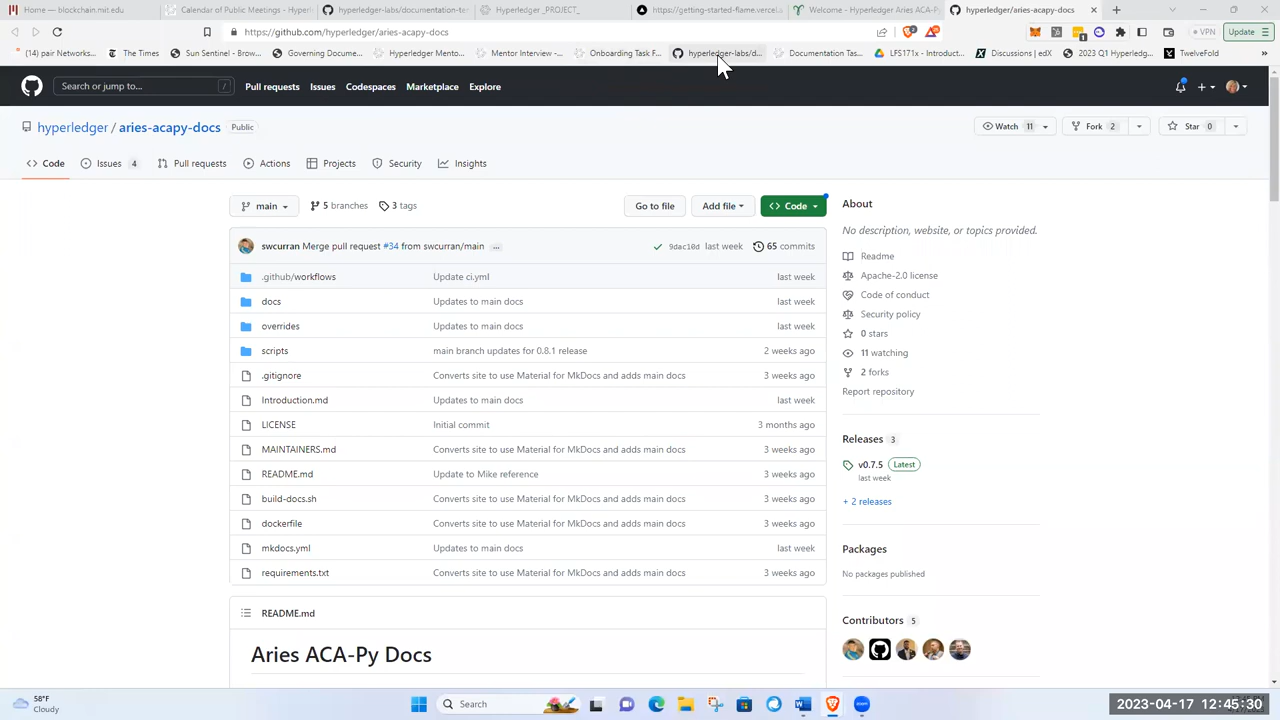 Home — blockchain.mit.edu
Calendar of Public Meetings - Hyperl
hyperledger-labs/documentation-te
Hyperledger _PROJECT_
https://getting-started-flame.vercel.
Welcome - Hyperledger Aries ACA-Py
hyperledger/aries-acapy-docs
https://github.com/hyperledger/aries-acapy-docs
VPN
Update
(14) pair Networks...
The Times
Sun Server - Brow...
Governing Hyperledg...
Hyperledger Mento...
Mentor Interview -...
Onboarding Task F...
hyperledger-labs/d...
Documentation Tas...
LFS171x - Introduct...
Discussions | edX
2023 Q1 Hyperledg...
TwelveFold
Search or jump to...
/
Pull requests
Issues
Codespaces
Marketplace
Explore
hyperledger / aries-acapy-docs
Public
Watch 11
Fork 2
Star 0
Code
Issues 4
Pull requests
Actions
Projects
Security
Insights
main
5 branches
3 tags
Go to file
Add file
Code
swcurran Merge pull request #34 from swcurran/main ...
9dac10d last week
65 commits
.github/workflows Update ci.yml last week
docs Updates to main docs last week
overrides Updates to main docs last week
scripts main branch updates for 0.8.1 release 2 weeks ago
.gitignore Converts site to use Material for MkDocs and adds main docs 3 weeks ago
Introduction.md Updates to main docs last week
LICENSE Initial commit 3 months ago
MAINTAINERS.md Converts site to use Material for MkDocs and adds main docs 3 weeks ago
README.md Update to Mike reference 3 weeks ago
build-docs.sh Converts site to use Material for MkDocs and adds main docs 3 weeks ago
dockerfile Converts site to use Material for MkDocs and adds main docs 3 weeks ago
mkdocs.yml Updates to main docs last week
requirements.txt Converts site to use Material for MkDocs and adds main docs 3 weeks ago
README.md
Aries ACA-Py Docs
About
No description, website, or topics provided.
Readme
Apache-2.0 license
Code of conduct
Security policy
0 stars
11 watching
2 forks
Report repository
Releases 3
v0.7.5 Latest
last week
+ 2 releases
Packages
No packages published
Contributors 5
58°F
Cloudy
Search
zoom
2023-04-17 12:45:30